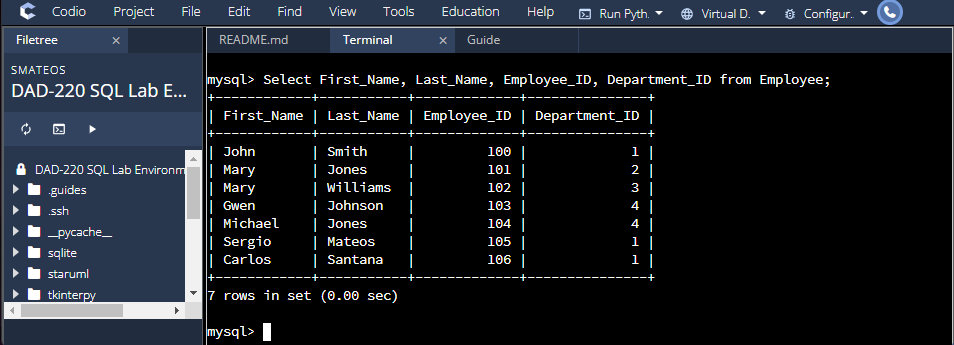 Codio Project File Edit Find View Tools Education Help Run Pyth. Virtual D. Configur..
Filetree × README.md Terminal × Guide
SMATEOS
DAD-220 SQL Lab E...
DAD-220 SQL Lab Environm
.guides
.ssh
__pycache__
sqlite
staruml
tkinterpy
mysql> Select First_Name, Last_Name, Employee_ID, Department_ID from Employee;
+------------+-----------+-------------+---------------+
| First_Name | Last_Name | Employee_ID | Department_ID |
+------------+-----------+-------------+---------------+
| John | Smith | 100 | 1 |
| Mary | Jones | 101 | 2 |
| Mary | Williams | 102 | 3 |
| Gwen | Johnson | 103 | 4 |
| Michael | Jones | 104 | 4 |
| Sergio | Mateos | 105 | 1 |
| Carlos | Santana | 106 | 1 |
+------------+-----------+-------------+---------------+
7 rows in set (0.00 sec)
mysql>